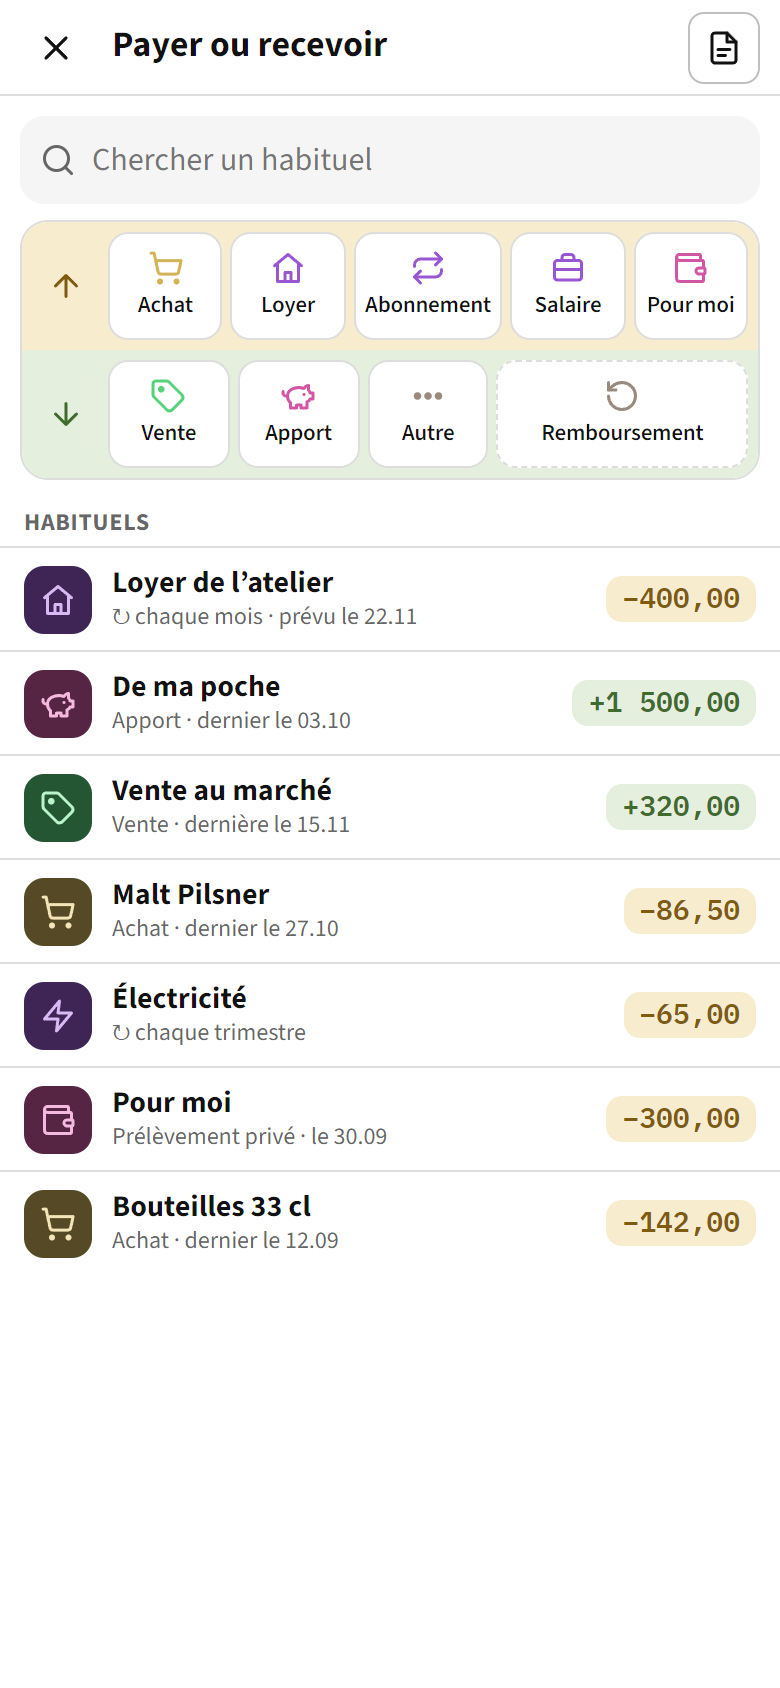 Payer ou recevoir
Chercher un habituel
Achat Loyer Abonnement Salaire Pour moi
Vente Apport Autre Remboursement
HABITUELS
Loyer de l’atelier
↻ chaque mois · prévu le 22.11
−400,00
De ma poche
Apport · dernier le 03.10
+1 500,00
Vente au marché
Vente · dernière le 15.11
+320,00
Malt Pilsner
Achat · dernier le 27.10
−86,50
Électricité
↻ chaque trimestre
−65,00
Pour moi
Prélèvement privé · le 30.09
−300,00
Bouteilles 33 cl
Achat · dernier le 12.09
−142,00